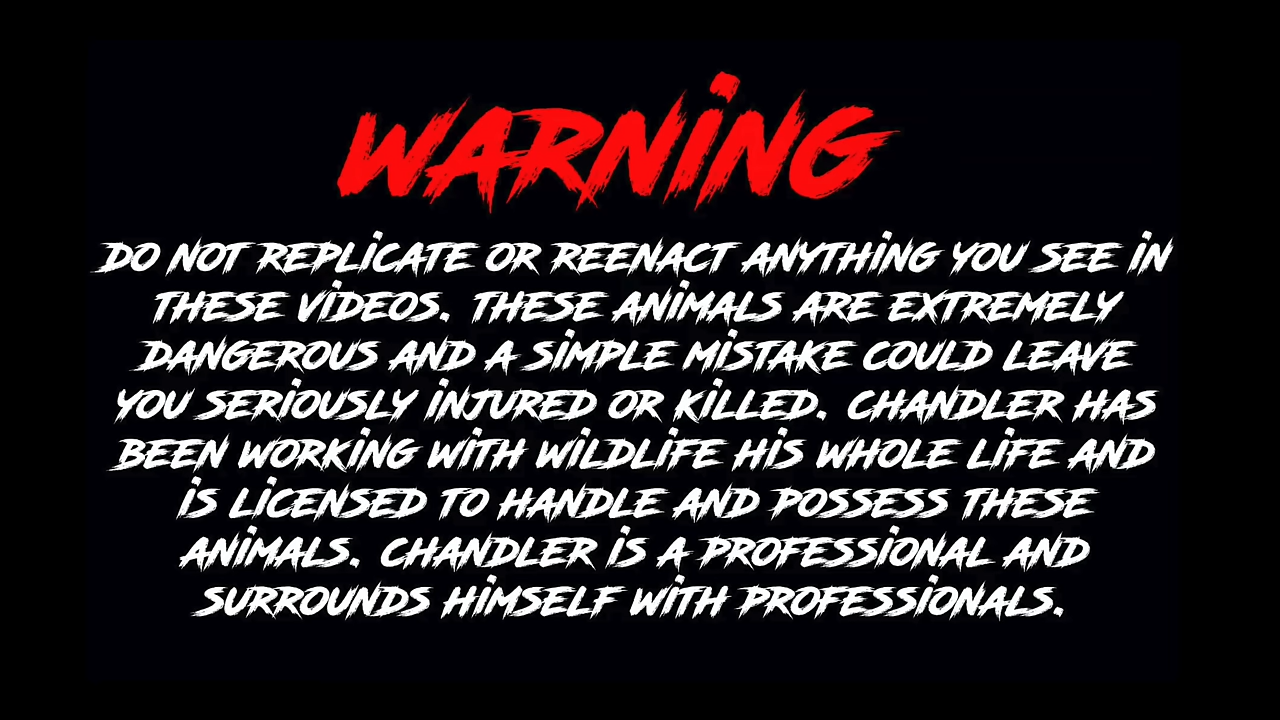 WARNiNG
DO NOT REPLiCATE OR REENACT ANYTHiNG YOU SEE iN
THESE ViDEOS. THESE ANiMALS ARE EXTREMELY
DANGEROUS AND A SiMPLE MiSTAKE COULD LEAVE
YOU SERiOUSLY iNJURED OR KiLLED. CHANDLER HAS
BEEN WORKiNG WiTH WiLDLiFE HiS WHOLE LiFE AND
iS LiCENSED TO HANDLE AND POSSESS THESE
ANiMALS. CHANDLER iS A PROFESSiONAL AND
SURROUNDS HiMSELF WiTH PROFESSiONALS.